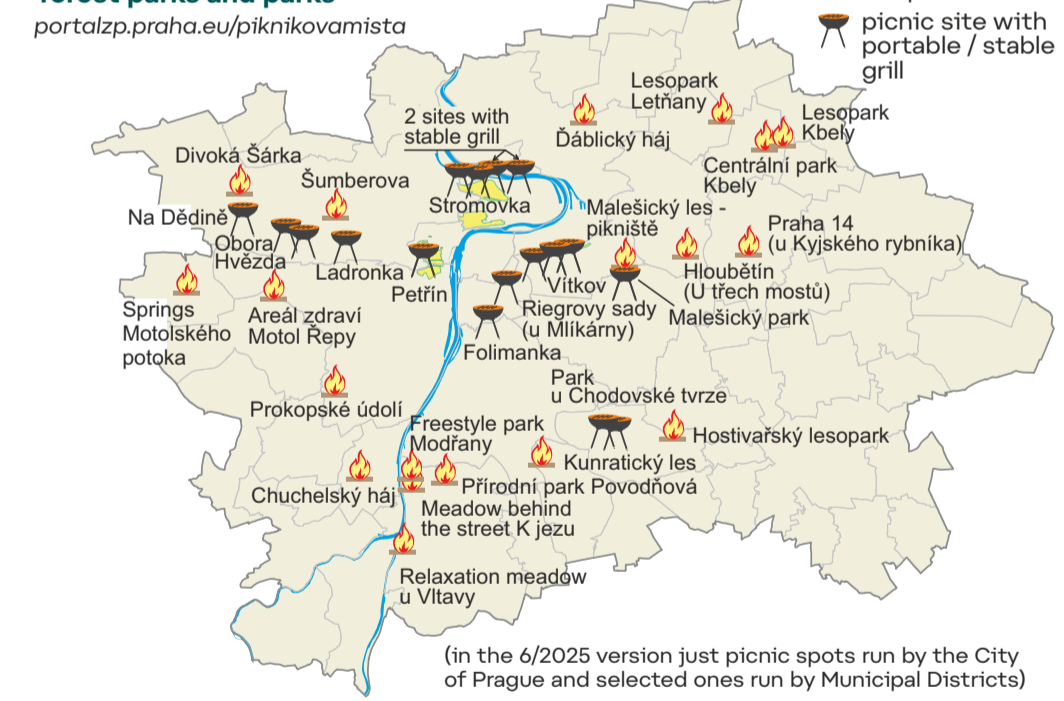 forest parks and parks
portalzp.praha.eu/piknikovamista
picnic site with
portable / stable
grill
Lesopark
Letňany
Lesopark
Kbely
2 sites with
stable grill
Ďáblický háj
Divoká Šárka
Centrální park
Kbely
Šumberova
Stromovka
Na Dědině
Malešický les -
pikniště
Praha 14
(u Kyjského rybníka)
Obora
Hvězda
Ladronka
Petřín
Vítkov
Hloubětín
(U třech mostů)
Springs
Motolského
potoka
Areál zdraví
Motol Řepy
Riegrovy sady
(u Mlíkárny)
Malešický park
Folimanka
Park
u Chodovské tvrze
Prokopské údolí
Freestyle park
Modřany
Hostivařský lesopark
Kunratický les
Chuchelský háj
Přírodní park Povodňová
Meadow behind
the street K jezu
Relaxation meadow
u Vltavy
(in the 6/2025 version just picnic spots run by the City
of Prague and selected ones run by Municipal Districts)